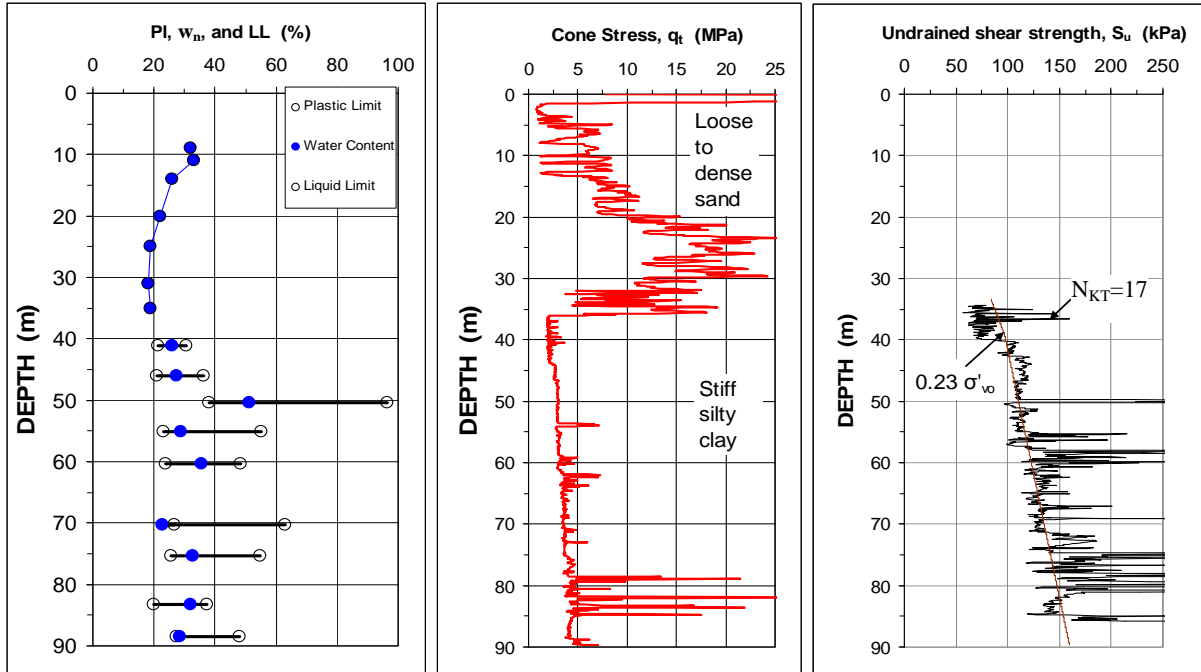 PI, wn, and LL (%)
0 20 40 60 80 100
0
10
20
30
40
50
60
70
80
90
DEPTH (m)
Plastic Limit
Water Content
Liquid Limit
Cone Stress, qt (MPa)
0 5 10 15 20 25
0
10
20
30
40
50
60
70
80
90
DEPTH (m)
Loose
to
dense
sand
Stiff
silty
clay
Undrained shear strength, Su (kPa)
0 50 100 150 200 250
0
10
20
30
40
50
60
70
80
90
DEPTH (m)
NKT=17
0.23 σ'vo